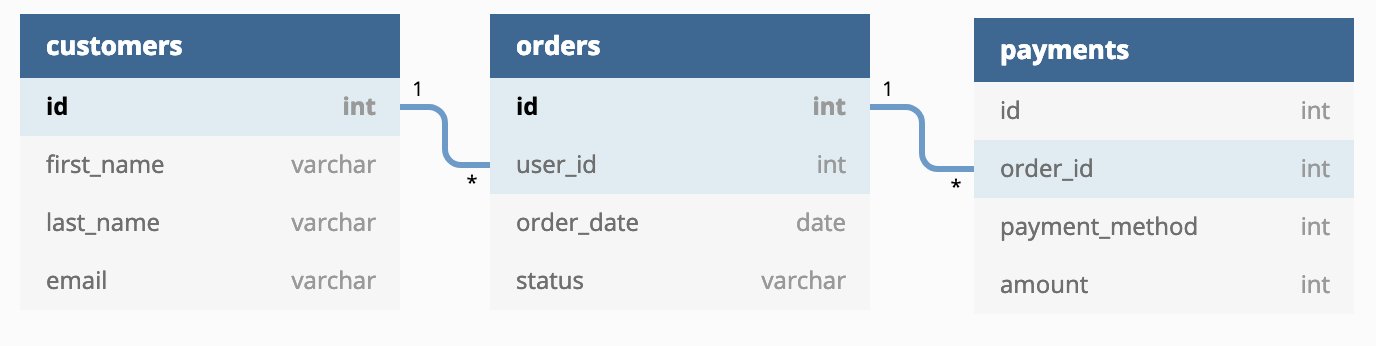 customers
id int
first_name varchar
last_name varchar
email varchar
1
*
orders
id int
user_id int
order_date date
status varchar
1
*
payments
id int
order_id int
payment_method int
amount int